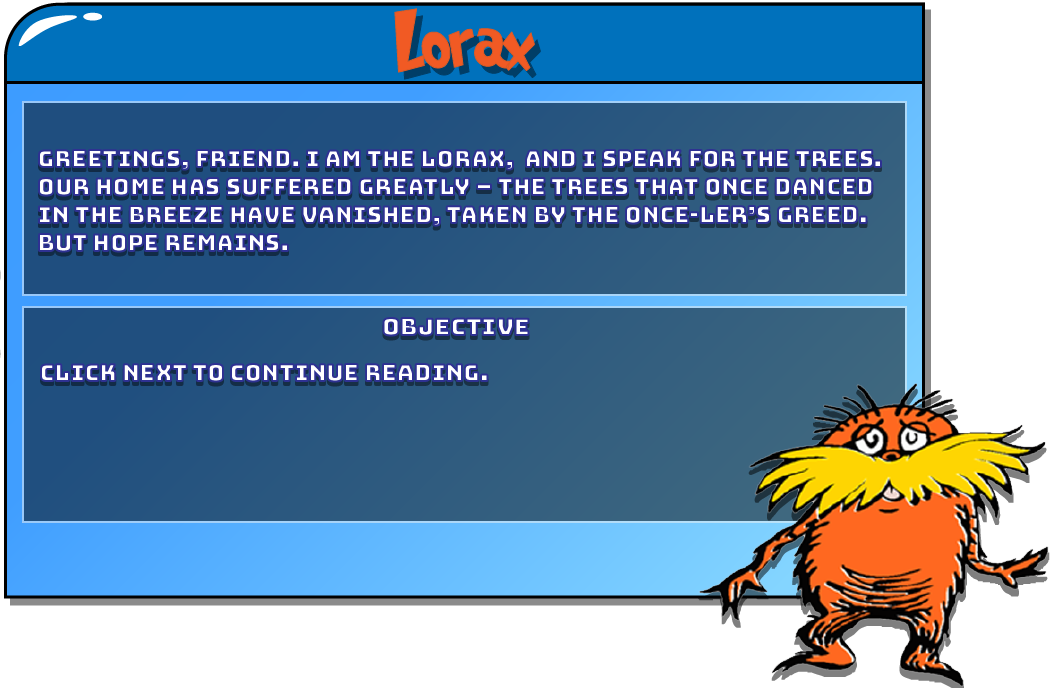 Lorax
GREETINGS, FRIEND. I AM THE LORAX,  AND I SPEAK FOR THE TREES.
OUR HOME HAS SUFFERED GREATLY – THE TREES THAT ONCE DANCED
IN THE BREEZE HAVE VANISHED, TAKEN BY THE ONCE-LER’S GREED.
BUT HOPE REMAINS.
OBJECTIVE
CLICK NEXT TO CONTINUE READING.